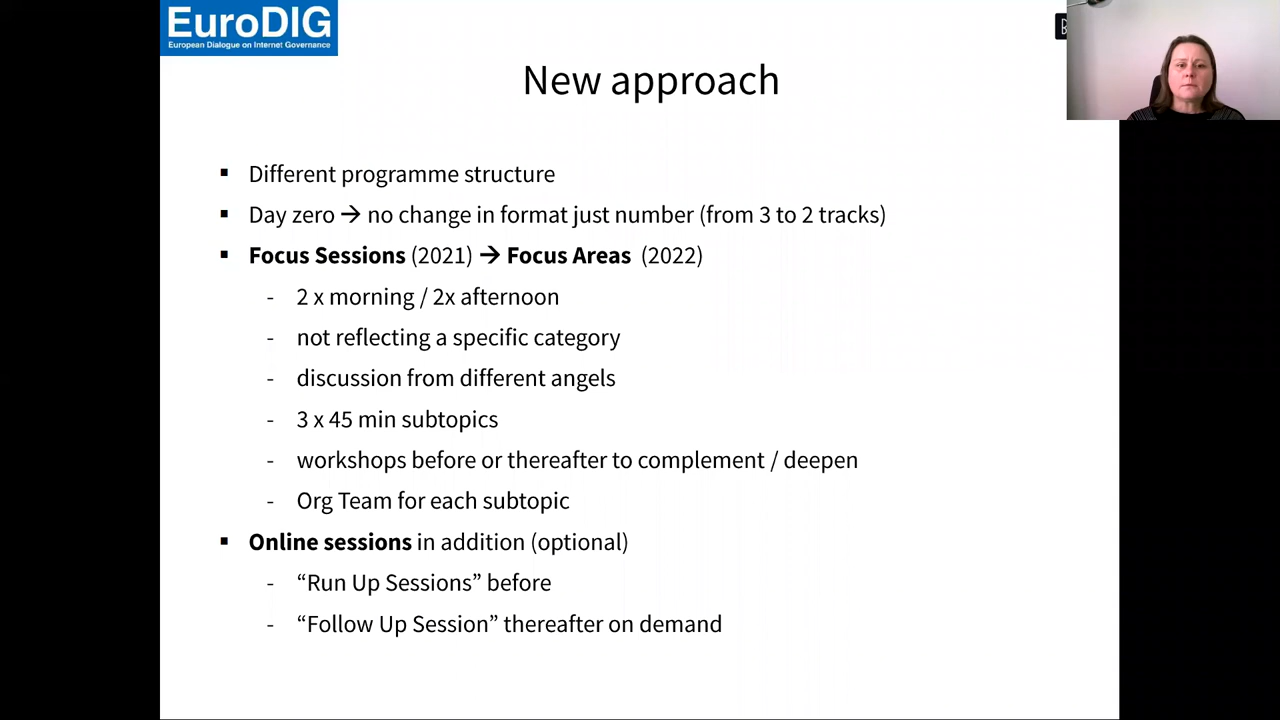 EuroDIG
European Dialogue on Internet Governance
New approach
▪ Different programme structure
▪ Day zero → no change in format just number (from 3 to 2 tracks)
▪ Focus Sessions (2021) → Focus Areas (2022)
- 2 x morning / 2x afternoon
- not reflecting a specific category
- discussion from different angels
- 3 x 45 min subtopics
- workshops before or thereafter to complement / deepen
- Org Team for each subtopic
▪ Online sessions in addition (optional)
- “Run Up Sessions” before
- “Follow Up Session” thereafter on demand